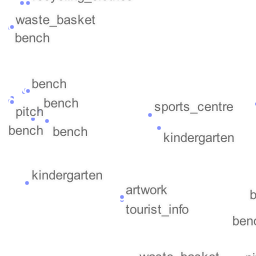 waste_basket
bench
bench
bench
pitch
sports_centre
bench
bench
kindergarten
kindergarten
artwork
tourist_info